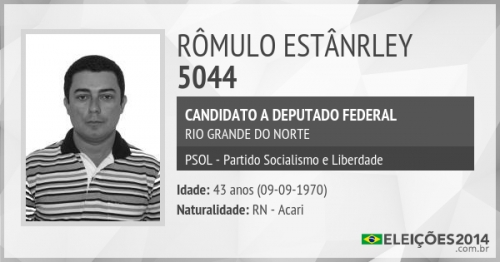 RÔMULO ESTÂNRLEY
5044
CANDIDATO A DEPUTADO FEDERAL
RIO GRANDE DO NORTE
PSOL - Partido Socialismo e Liberdade
Idade: 43 anos (09-09-1970)
Naturalidade: RN - Acari
ELEIÇÕES2014
.com.br